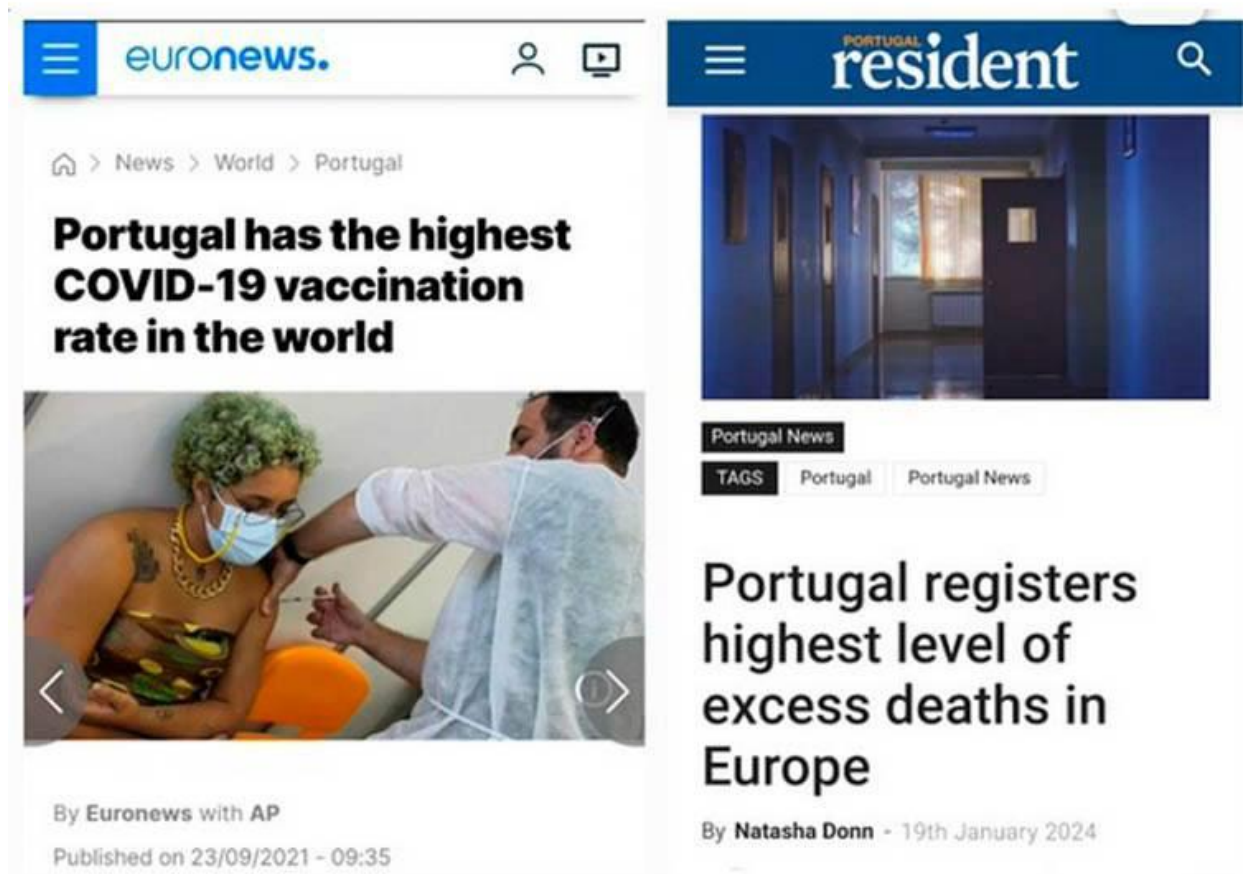 euronews.
News > World > Portugal
Portugal has the highest
COVID-19 vaccination
rate in the world
By Euronews with AP
Published on 23/09/2021 - 09:35
PORTUGAL
resident
Portugal News
TAGS Portugal Portugal News
Portugal registers
highest level of
excess deaths in
Europe
By Natasha Donn - 19th January 2024